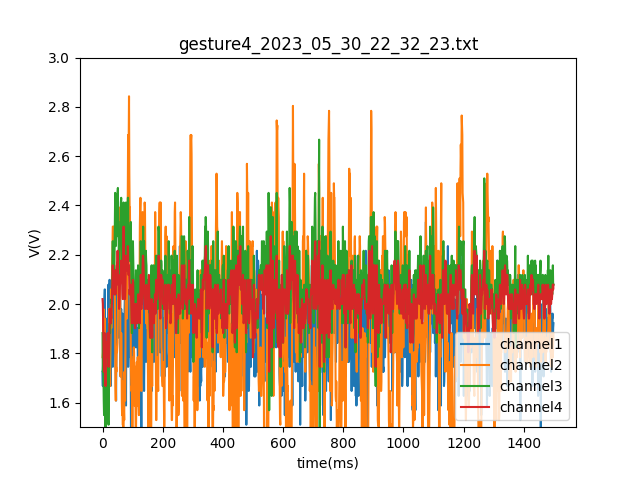 gesture4_2023_05_30_22_32_23.txt
3.0
2.8
2.6
2.4
2.2
2.0
1.8
1.6
V(V)
channel1
channel2
channel3
channel4
0 200 400 600 800 1000 1200 1400
time(ms)